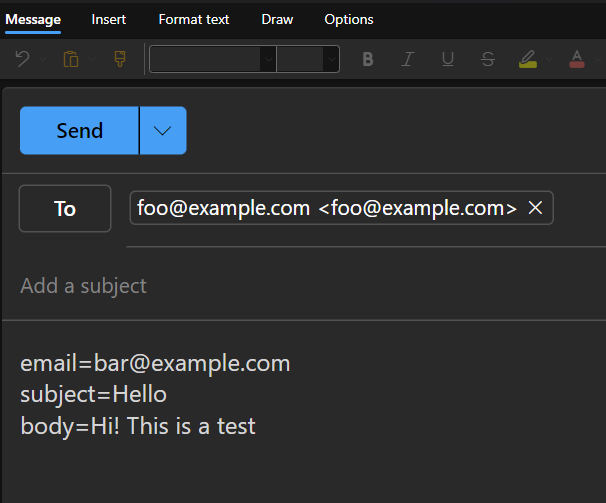 Message Insert Format text Draw Options
B I U S A
Send
To foo@example.com <foo@example.com>
Add a subject
email=bar@example.com
subject=Hello
body=Hi! This is a test